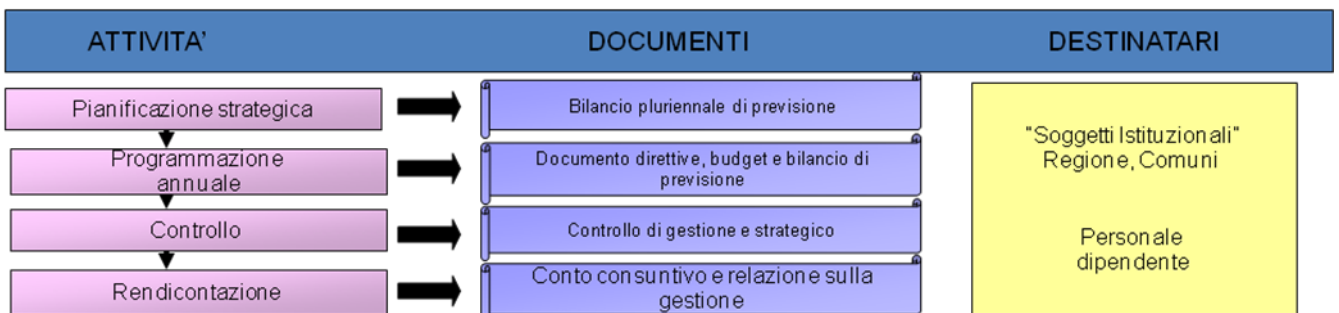 ATTIVITA'
DOCUMENTI
DESTINATARI
Pianificazione strategica
Bilancio pluriennale di previsione
Programmazione
annuale
Documento direttive, budget e bilancio di
previsione
Controllo
Controllo di gestione e strategico
Rendicontazione
Conto consuntivo e relazione sulla
gestione
"Soggetti Istituzionali"
Regione, Comuni
Personale
dipendente